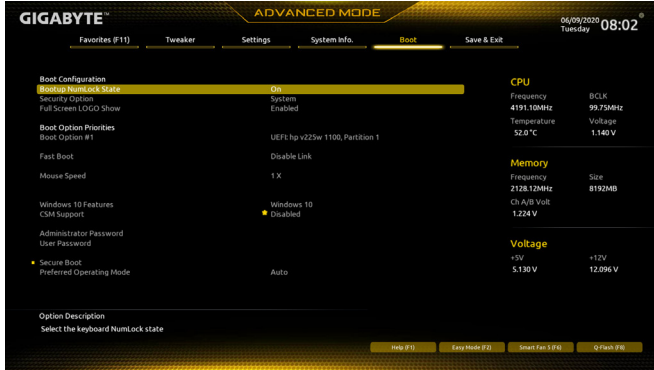 GIGABYTE™
ADVANCED MODE
06/09/2020 Tuesday 08:02
Favorites (F11) Tweaker Settings System Info. Boot Save & Exit
Boot Configuration
Bootup NumLock State On
Security Option System
Full Screen LOGO Show Enabled
Boot Option Priorities
Boot Option #1 UEFI: hp v225w 1100, Partition 1
Fast Boot Disable Link
Mouse Speed 1 X
Windows 10 Features Windows 10
CSM Support Disabled
Administrator Password
User Password
Secure Boot
Preferred Operating Mode Auto
CPU
Frequency BCLK
4191.10MHz 99.75MHz
Temperature Voltage
52.0 °C 1.140 V
Memory
Frequency Size
2128.12MHz 8192MB
Ch A/B Volt
1.224 V
Voltage
+5V +12V
5.130 V 12.096 V
Option Description
Select the keyboard NumLock state
Help (F1) Easy Mode (F2) Smart Fan 5 (F6) Q-Flash (F8)